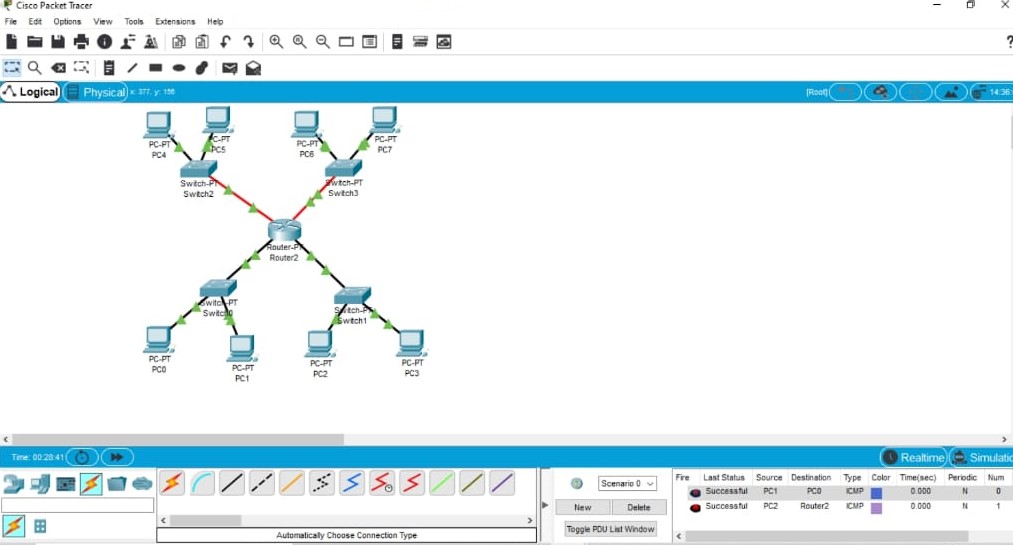 Cisco Packet Tracer
File Edit Options View Tools Extensions Help
?
Logical Physical x: 377, y: 156 [Root] 14:36:
PC-PT PC-PT PC-PT PC-PT
PC4 PC5 PC6 PC7
Switch-PT Switch-PT
Switch2 Switch3
Router-PT
Router2
Switch-PT Switch-PT
Switch0 Switch1
PC-PT PC-PT PC-PT PC-PT
PC0 PC1 PC2 PC3
Time: 00:28:41 Realtime Simulatio
Scenario 0
New Delete
Toggle PDU List Window
Fire Last Status Source Destination Type Color Time(sec) Periodic Num
Successful PC1 PC0 ICMP 0.000 N 0
Successful PC2 Router2 ICMP 0.000 N 1
Automatically Choose Connection Type